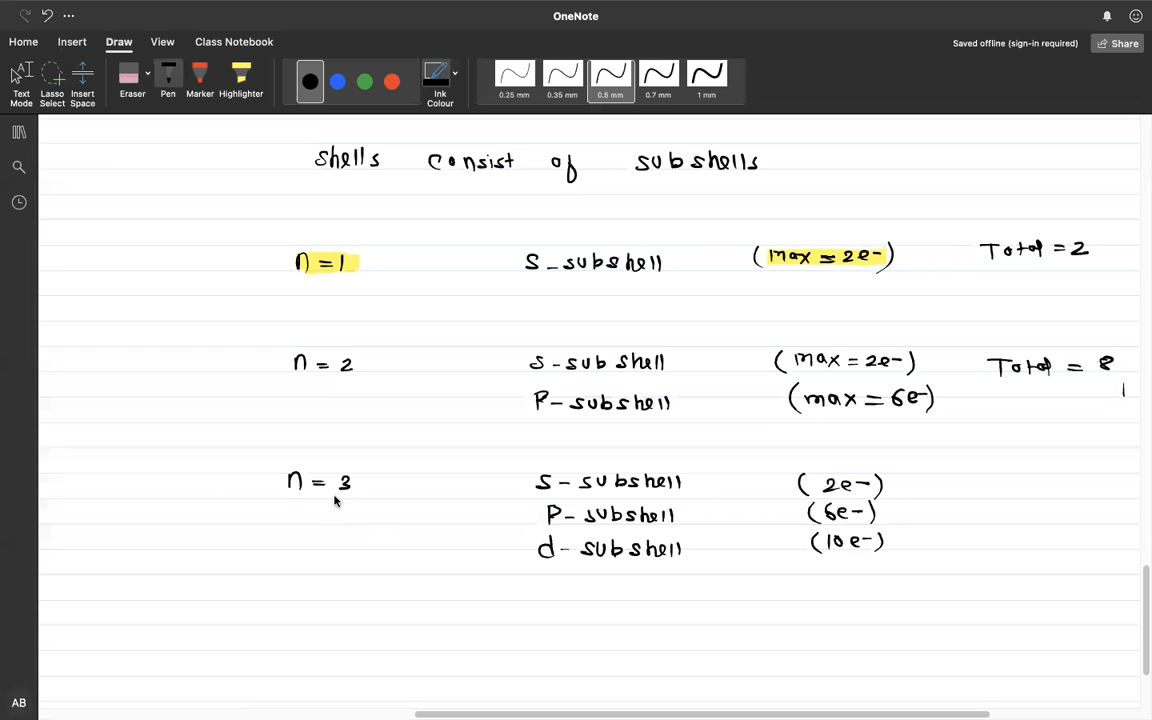 OneNote
Home Insert Draw View Class Notebook
Saved offline (sign-in required) Share
Text Mode
Lasso Select
Insert Space
Eraser
Pen
Marker
Highlighter
Ink Colour
0.25 mm 0.35 mm 0.5 mm 0.7 mm 1 mm
shells consist of subshells
n = 1 s-subshell (max = 2e-) Total = 2
n = 2 s-subshell (max = 2e-) Total = 8
p-subshell (max = 6e-)
n = 3 s-subshell (2e-)
p-subshell (6e-)
d-subshell (10e-)
AB